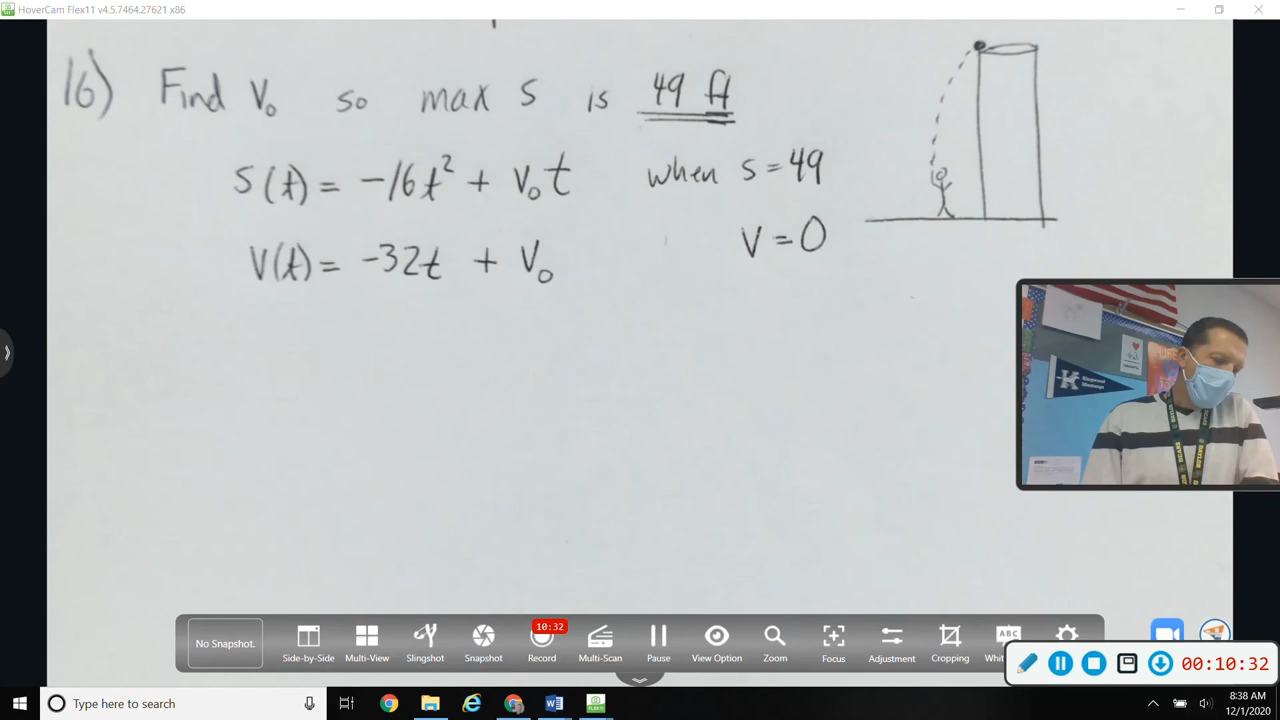 HoverCam Flex11 v4.5.7464.27621 x86
16) Find V₀ so max s is 49 ft
S(t) = -16t² + V₀t when s = 49
V(t) = -32t + V₀ V = 0
No Snapshot.
Side-by-Side
Multi-View
Slingshot
Snapshot
10:32
Record
Multi-Scan
Pause
View Option
Zoom
Focus
Adjustment
Cropping
ABC
Whit
00:10:32
Type here to search
8:38 AM
12/1/2020